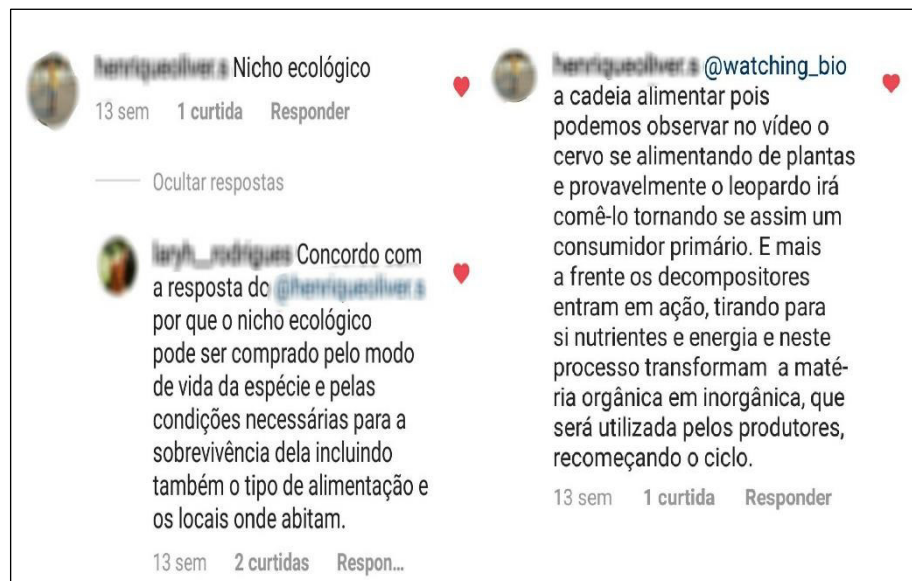 Nicho ecológico
13 sem 1 curtida Responder
Ocultar respostas
Concordo com
a resposta do
por que o nicho ecológico
pode ser comprado pelo modo
de vida da espécie e pelas
condições necessárias para a
sobrevivência dela incluindo
também o tipo de alimentação e
os locais onde abitam.
13 sem 2 curtidas Respon...
@watching_bio
a cadeia alimentar pois
podemos observar no vídeo o
cervo se alimentando de plantas
e provavelmente o leopardo irá
comê-lo tornando se assim um
consumidor primário. E mais
a frente os decompositores
entram em ação, tirando para
si nutrientes e energia e neste
processo transformam a maté-
ria orgânica em inorgânica, que
será utilizada pelos produtores,
recomeçando o ciclo.
13 sem 1 curtida Responder